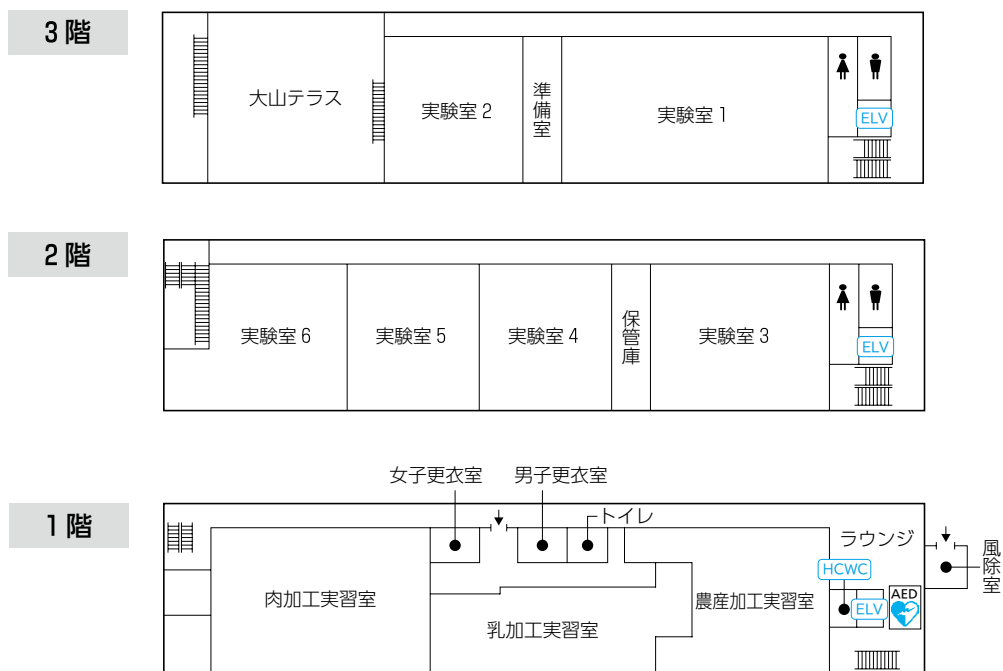 3階
大山テラス
実験室2
準備室
実験室1
ELV
2階
実験室6
実験室5
実験室4
保管庫
実験室3
ELV
女子更衣室
男子更衣室
1階
トイレ
ラウンジ
風除室
HCWC
肉加工実習室
乳加工実習室
農産加工実習室
ELV
AED